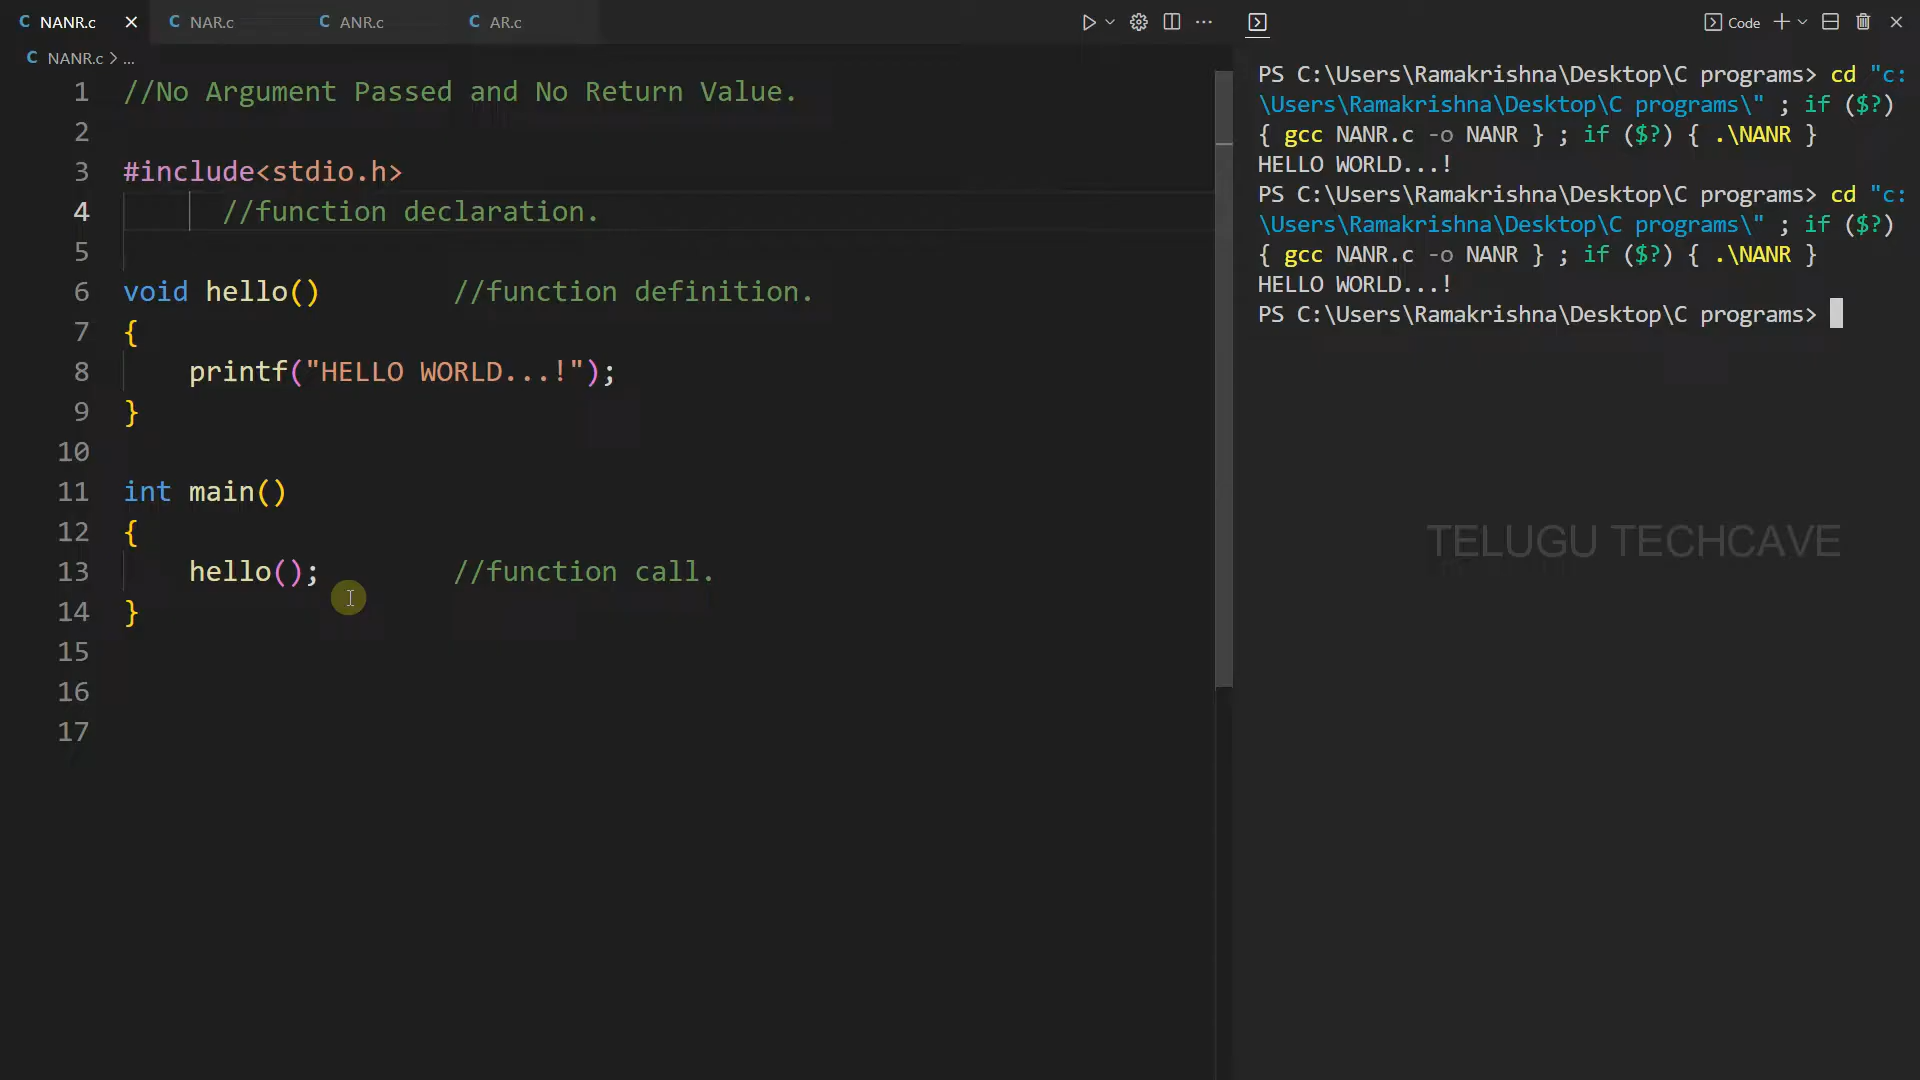 C NANR.c
C NAR.c
C ANR.c
C AR.c
Code
C NANR.c > ...
1 //No Argument Passed and No Return Value.
2
3 #include<stdio.h>
4 //function declaration.
5
6 void hello() //function definition.
7 {
8 printf("HELLO WORLD...!");
9 }
10
11 int main()
12 {
13 hello(); //function call.
14 }
15
16
17
PS C:\Users\Ramakrishna\Desktop\C programs> cd "c:
\Users\Ramakrishna\Desktop\C programs\" ; if ($?)
{ gcc NANR.c -o NANR } ; if ($?) { .\NANR }
HELLO WORLD...!
PS C:\Users\Ramakrishna\Desktop\C programs> cd "c:
\Users\Ramakrishna\Desktop\C programs\" ; if ($?)
{ gcc NANR.c -o NANR } ; if ($?) { .\NANR }
HELLO WORLD...!
PS C:\Users\Ramakrishna\Desktop\C programs>
TELUGU TECHCAVE